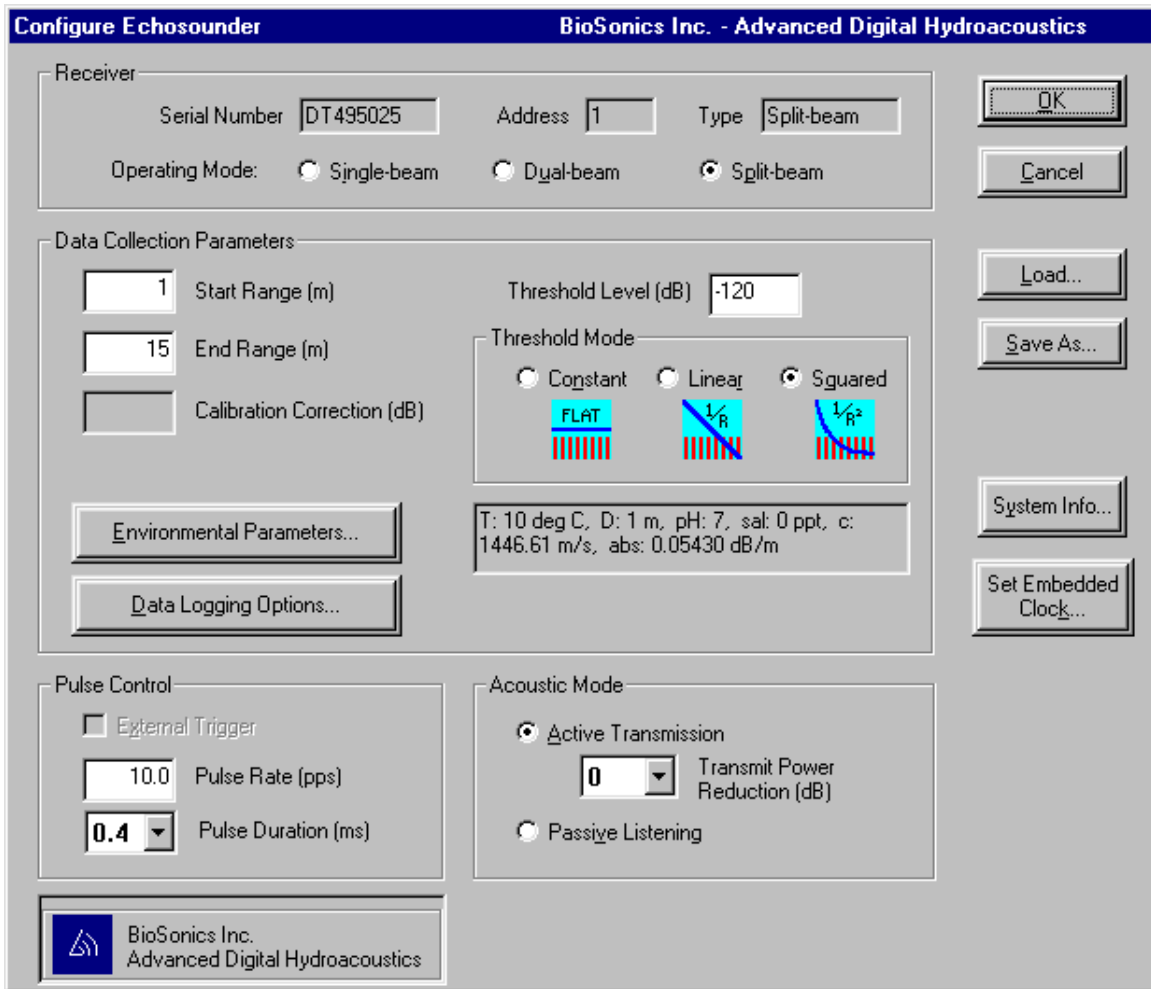 Configure Echosounder BioSonics Inc. - Advanced Digital Hydroacoustics
Receiver
Serial Number DT495025 Address 1 Type Split-beam
Operating Mode: Single-beam Dual-beam Split-beam
OK
Cancel
Data Collection Parameters
1 Start Range (m)
15 End Range (m)
Calibration Correction (dB)
Threshold Level (dB) -120
Threshold Mode
Constant Linear Squared
FLAT 1/R 1/R²
Environmental Parameters...
Data Logging Options...
T: 10 deg C, D: 1 m, pH: 7, sal: 0 ppt, c:
1446.61 m/s, abs: 0.05430 dB/m
Load...
Save As...
System Info...
Set Embedded
Clock...
Pulse Control
External Trigger
10.0 Pulse Rate (pps)
0.4 Pulse Duration (ms)
Acoustic Mode
Active Transmission
0 Transmit Power
Reduction (dB)
Passive Listening
BioSonics Inc.
Advanced Digital Hydroacoustics